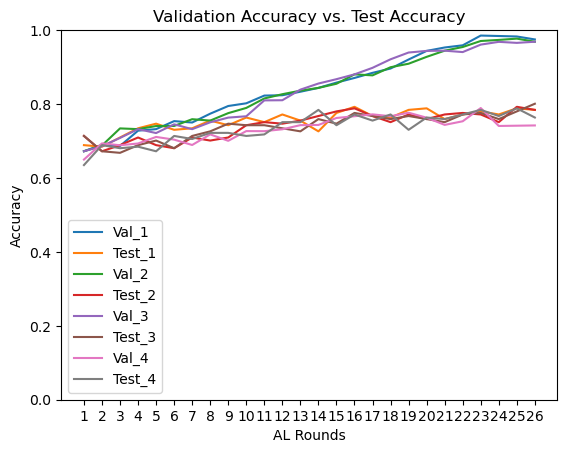 Validation Accuracy vs. Test Accuracy
1.0
0.8
0.6
0.4
0.2
0.0
Accuracy
Val_1
Test_1
Val_2
Test_2
Val_3
Test_3
Val_4
Test_4
1 2 3 4 5 6 7 8 9 10 11 12 13 14 15 16 17 18 19 20 21 22 23 24 25 26
AL Rounds